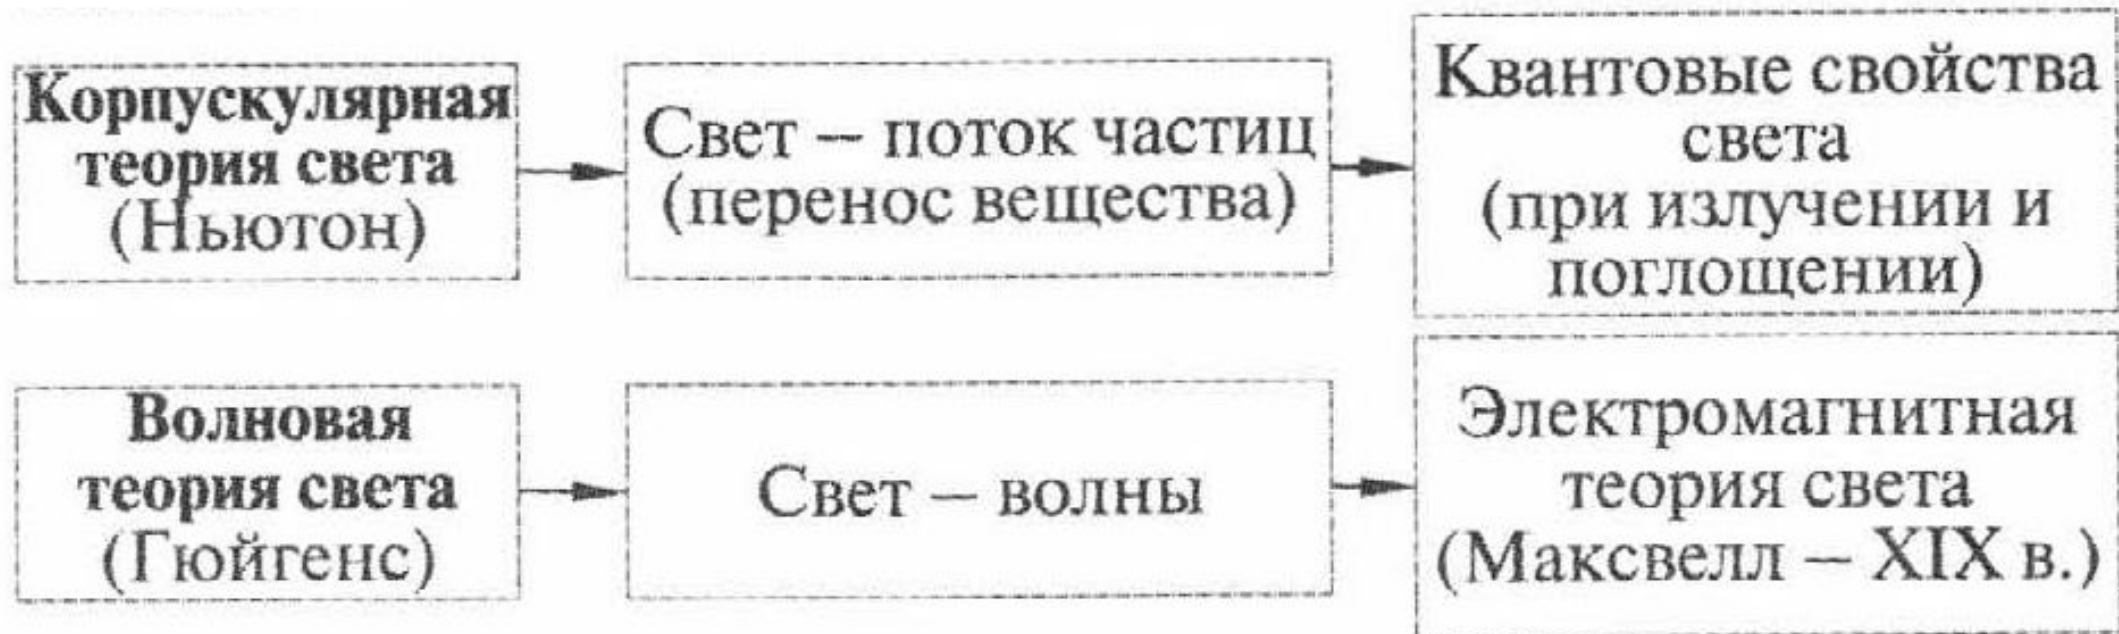 Корпускулярная
теория света
(Ньютон)
Свет – поток частиц
(перенос вещества)
Квантовые свойства
света
(при излучении и
поглощении)
Волновая
теория света
(Гюйгенс)
Свет – волны
Электромагнитная
теория света
(Максвелл – XIX в.)